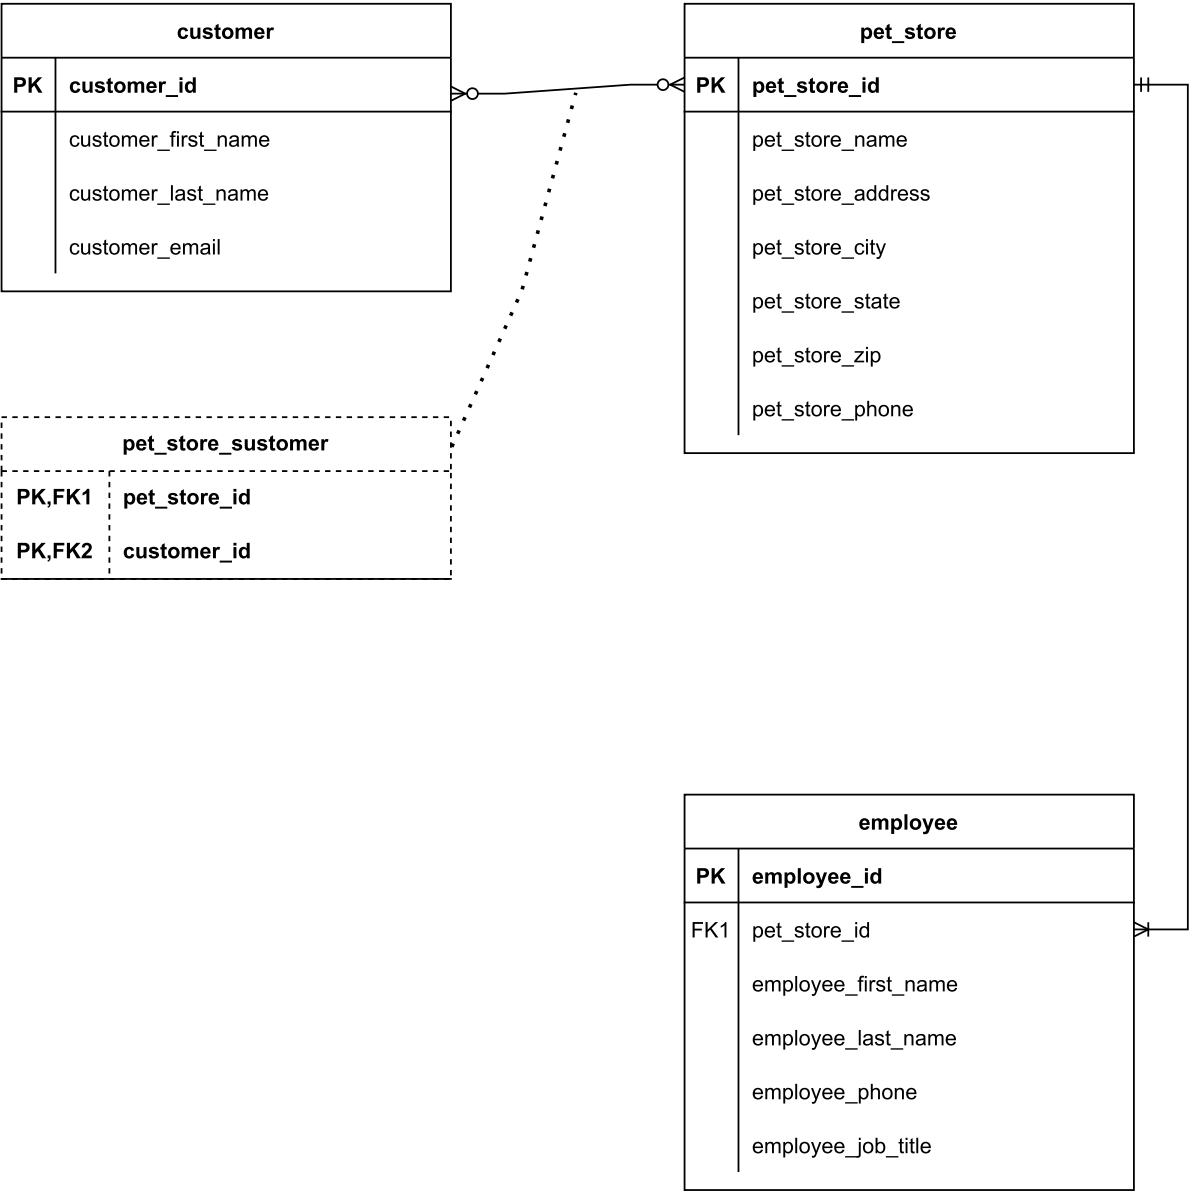 customer
PK customer_id
customer_first_name
customer_last_name
customer_email
pet_store
PK pet_store_id
pet_store_name
pet_store_address
pet_store_city
pet_store_state
pet_store_zip
pet_store_phone
pet_store_sustomer
PK,FK1 pet_store_id
PK,FK2 customer_id
employee
PK employee_id
FK1 pet_store_id
employee_first_name
employee_last_name
employee_phone
employee_job_title